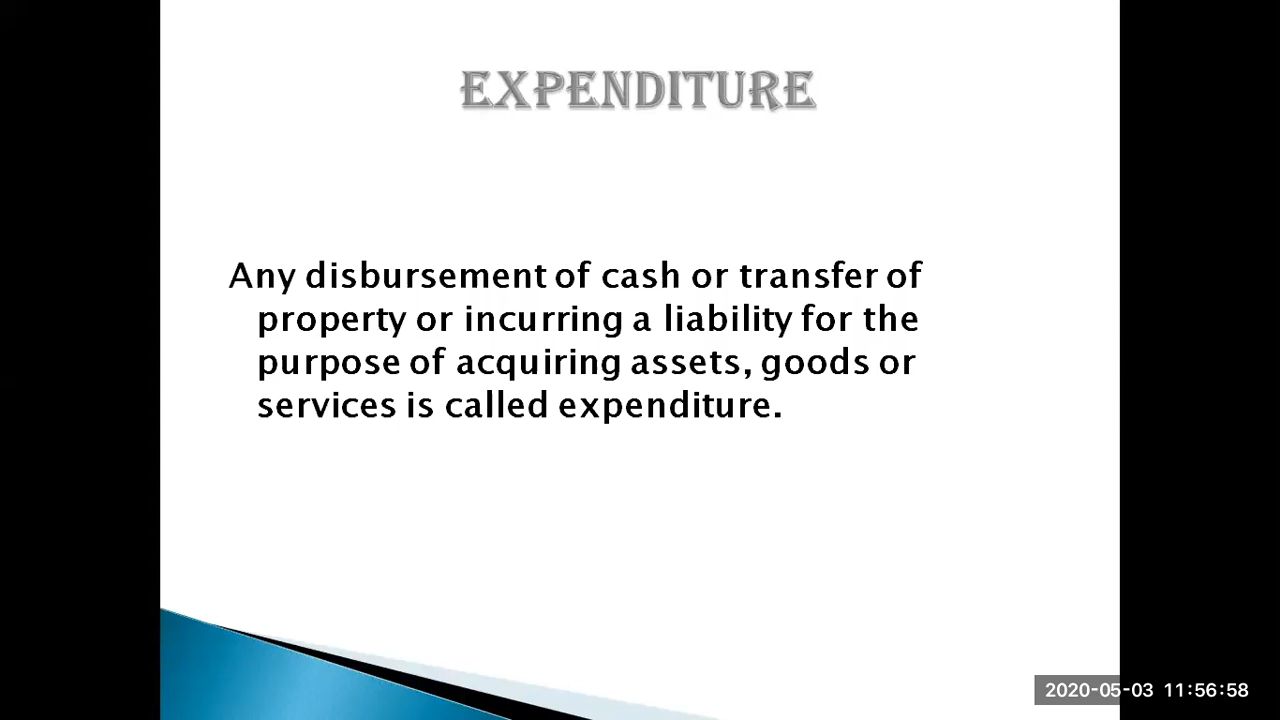 EXPENDITURE
Any disbursement of cash or transfer of
property or incurring a liability for the
purpose of acquiring assets, goods or
services is called expenditure.
2020-05-03 11:56:58